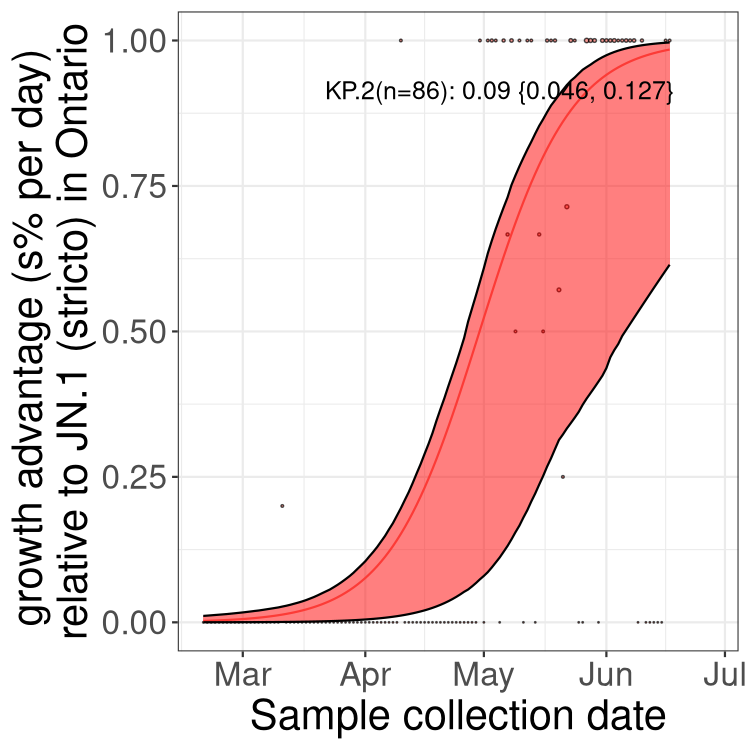 growth advantage (s% per day)
relative to JN.1 (stricto) in Ontario
1.00
0.75
0.50
0.25
0.00
KP.2(n=86): 0.09 {0.046, 0.127}
Mar Apr May Jun Jul
Sample collection date